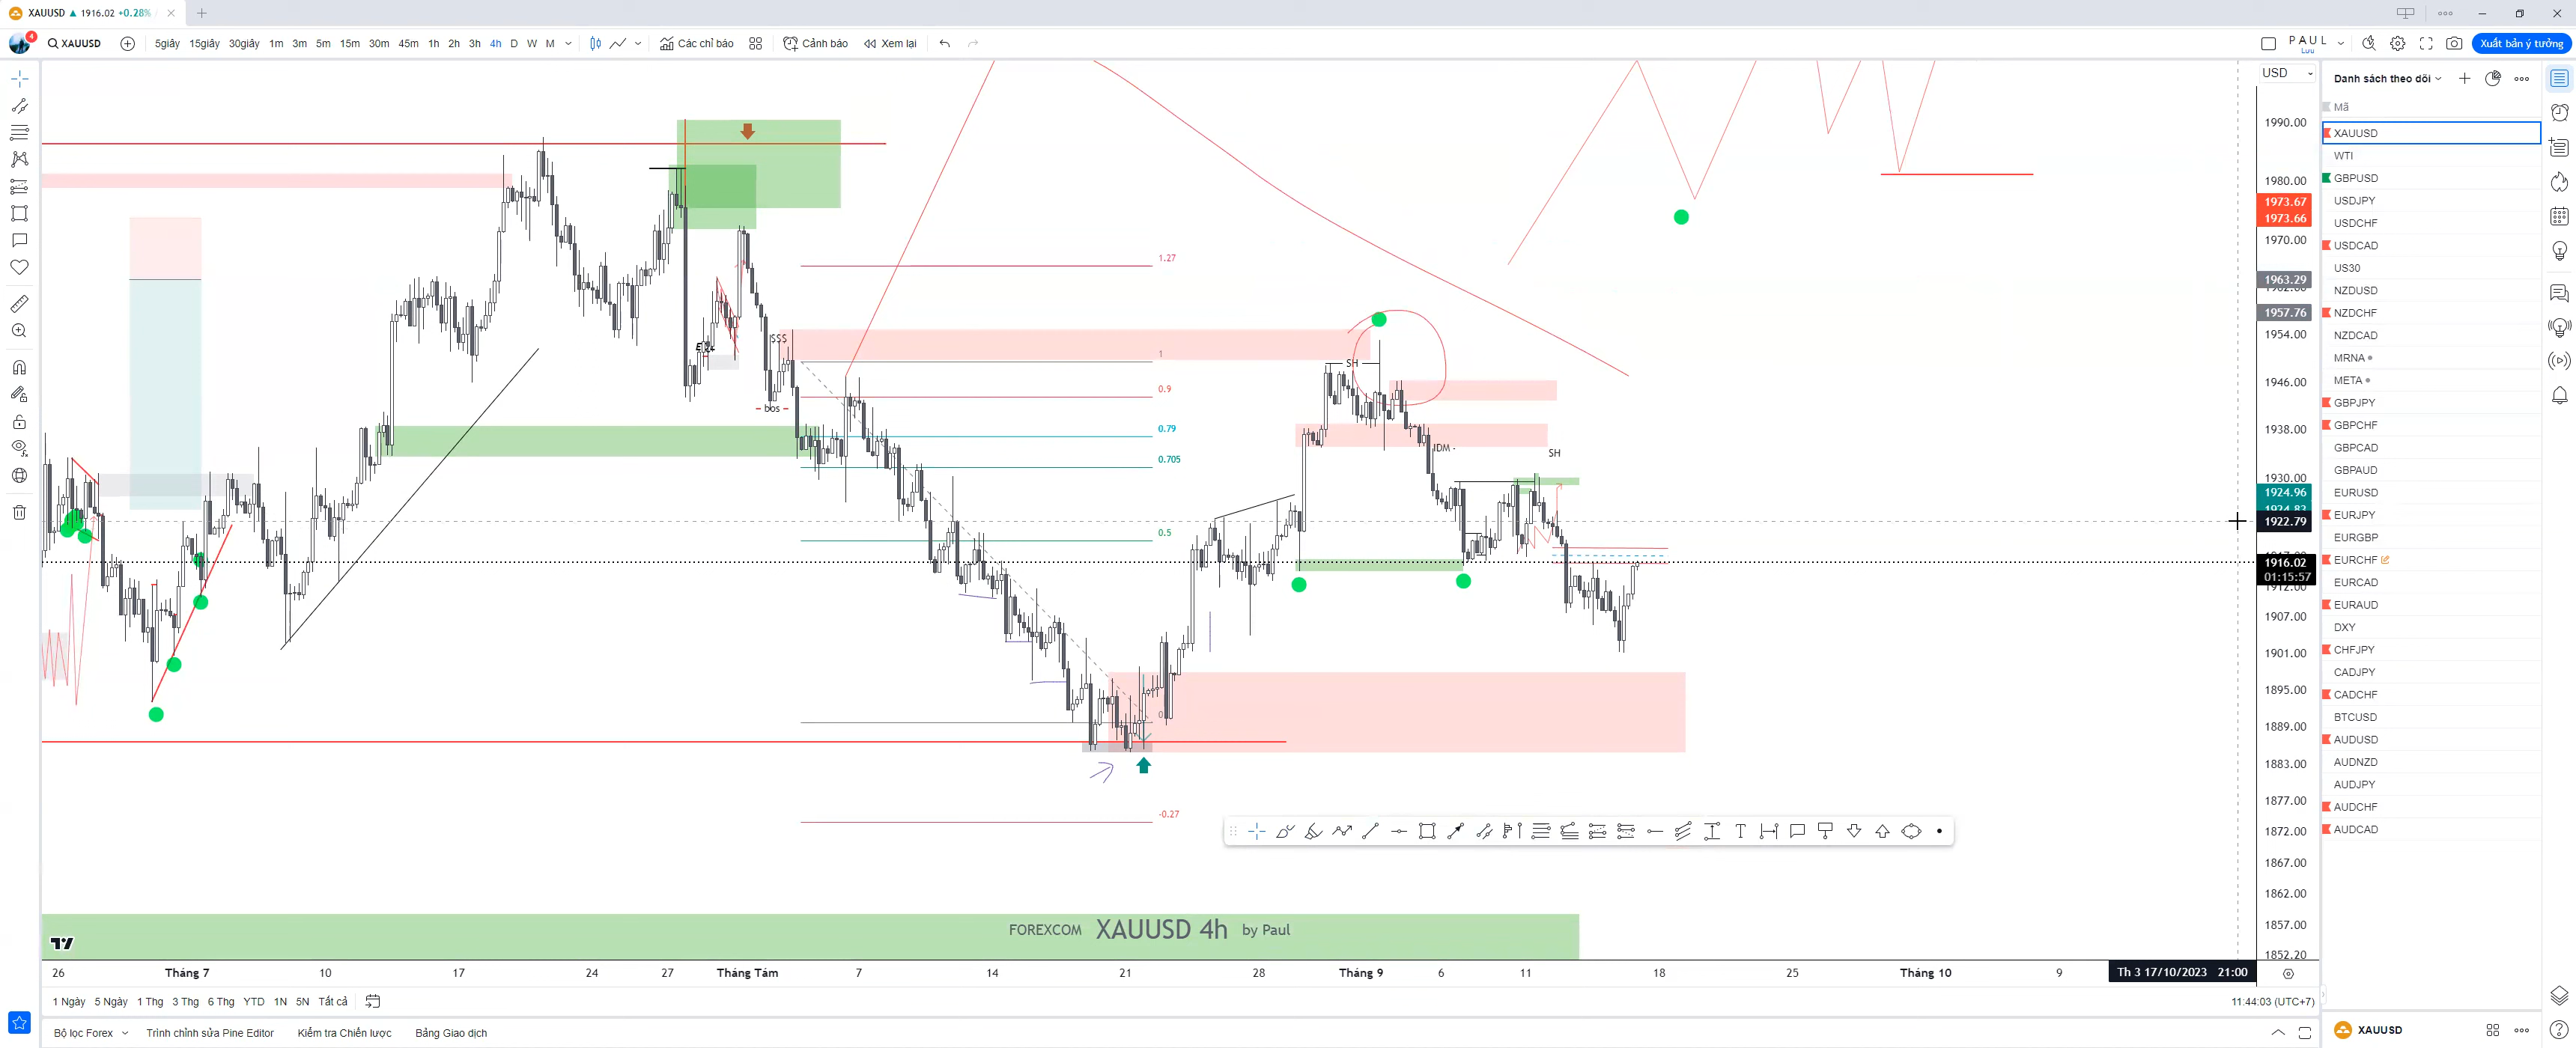 XAUUSD ▲ 1916.02 +0.28%
4
XAUUSD
5giây 15giây 30giây 1m 3m 5m 15m 30m 45m 1h 2h 3h 4h D W M
Các chỉ báo
Cảnh báo
Xem lại
PAUL
Lưu
Xuất bản ý tưởng
USD
1990.00
1980.00
1973.67
1973.66
1970.00
1963.29
1957.76
1954.00
1946.00
1938.00
1930.00
1924.96
1922.79
1916.02
01:15:57
1912.00
1907.00
1901.00
1895.00
1889.00
1883.00
1877.00
1872.00
1867.00
1862.00
1857.00
1852.20
1.27
$$$
1
SH
0.9
bos
0.79
IDM -
SH
0.705
0.5
0
-0.27
FOREXCOM XAUUSD 4h by Paul
26 Tháng 7 10 17 24 27 Tháng Tám 7 14 21 28 Tháng 9 6 11 18 25 Tháng 10 9 Th 3 17/10/2023 21:00
1 Ngày 5 Ngày 1 Thg 3 Thg 6 Thg YTD 1N 5N Tất cả
11:44:03 (UTC+7)
Bộ lọc Forex Trình chỉnh sửa Pine Editor Kiểm tra Chiến lược Bảng Giao dịch
Danh sách theo dõi
Mã
XAUUSD
WTI
GBPUSD
USDJPY
USDCHF
USDCAD
US30
NZDUSD
NZDCHF
NZDCAD
MRNA
META
GBPJPY
GBPCHF
GBPCAD
GBPAUD
EURUSD
EURJPY
EURGBP
EURCHF
EURCAD
EURAUD
DXY
CHFJPY
CADJPY
CADCHF
BTCUSD
AUDUSD
AUDNZD
AUDJPY
AUDCHF
AUDCAD
XAUUSD